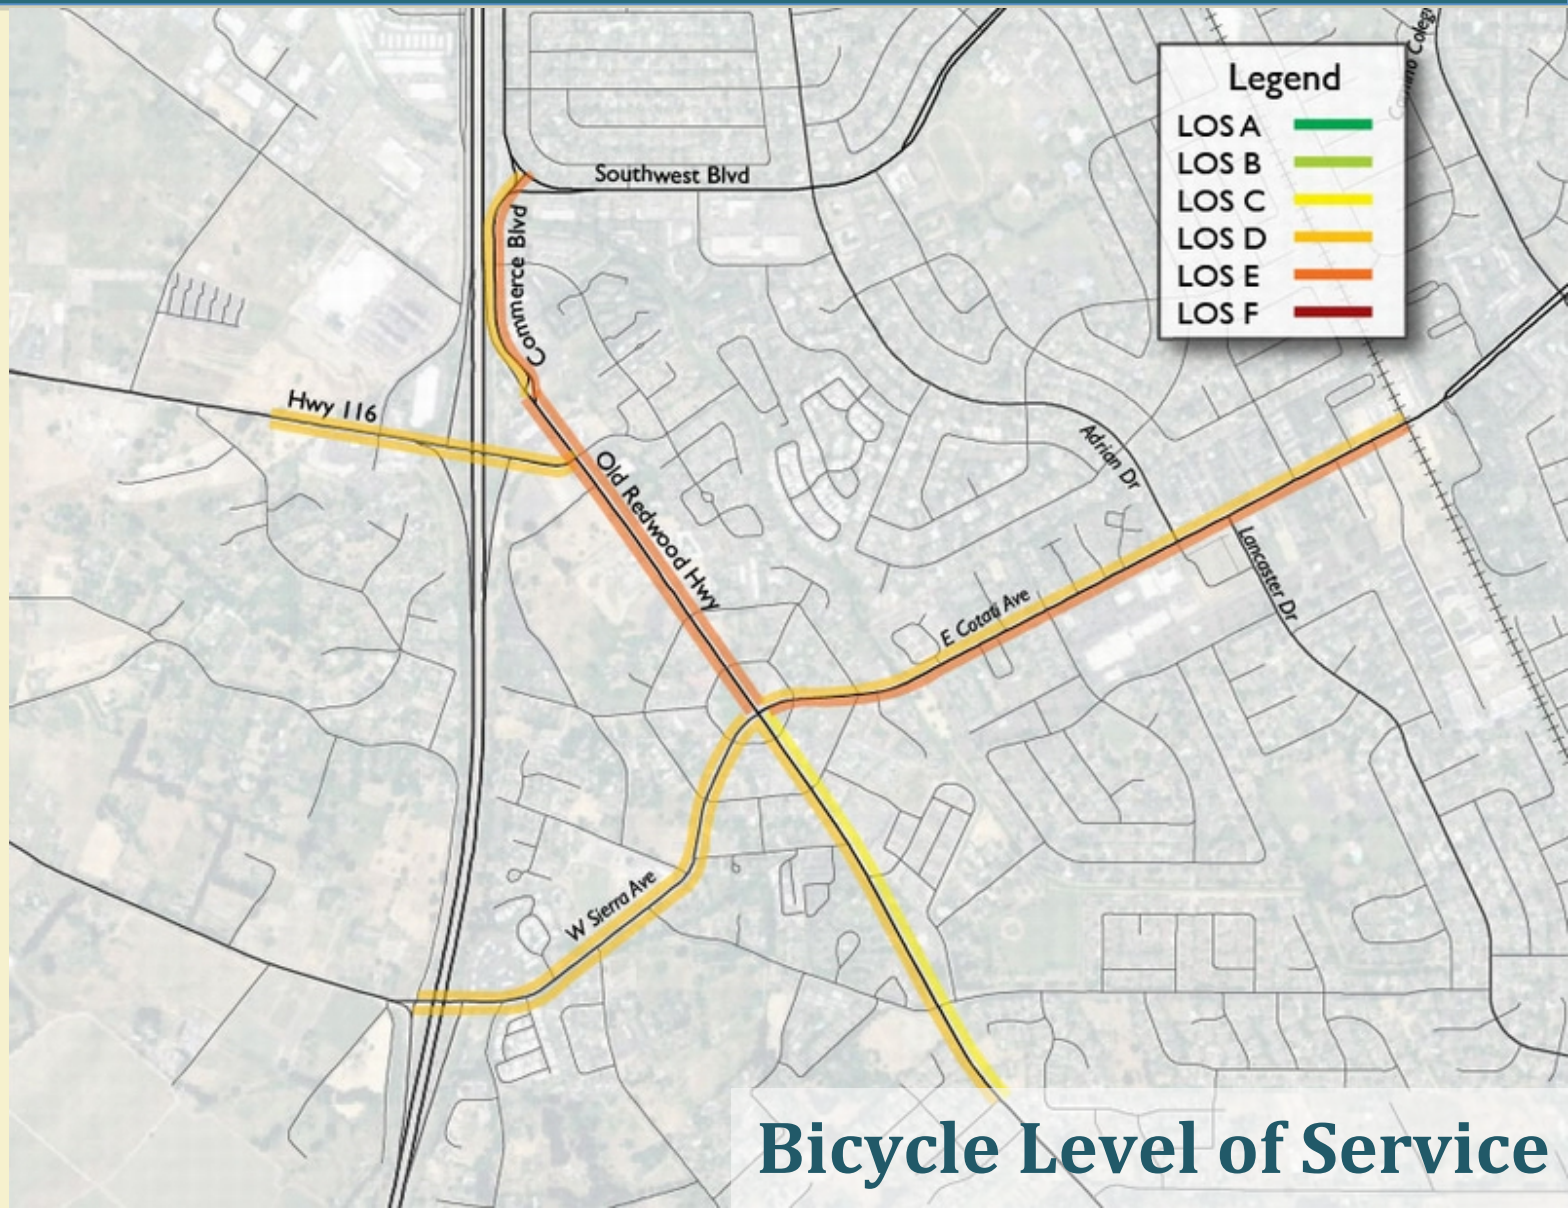 Legend
LOS A
LOS B
LOS C
LOS D
LOS E
LOS F
Southwest Blvd
Commerce Blvd
Hwy 116
Old Redwood Hwy
Adrian Dr
E Cotati Ave
Lancaster Dr
W Sierra Ave
Bicycle Level of Service